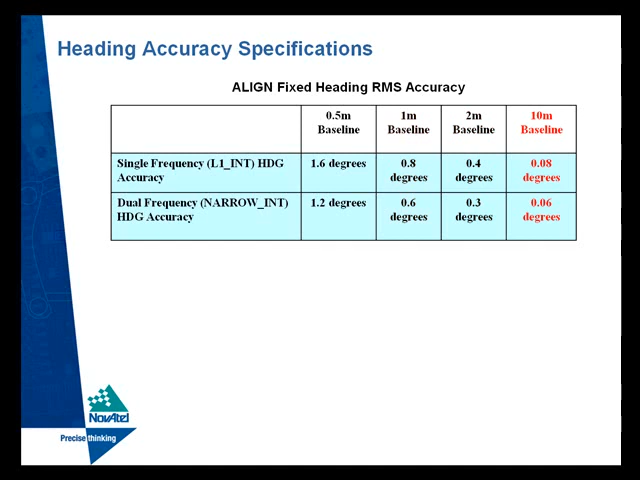 Heading Accuracy Specifications
ALIGN Fixed Heading RMS Accuracy
0.5m Baseline
1m Baseline
2m Baseline
10m Baseline
Single Frequency (L1_INT) HDG Accuracy
1.6 degrees
0.8 degrees
0.4 degrees
0.08 degrees
Dual Frequency (NARROW_INT) HDG Accuracy
1.2 degrees
0.6 degrees
0.3 degrees
0.06 degrees
NovAtel
Precise thinking